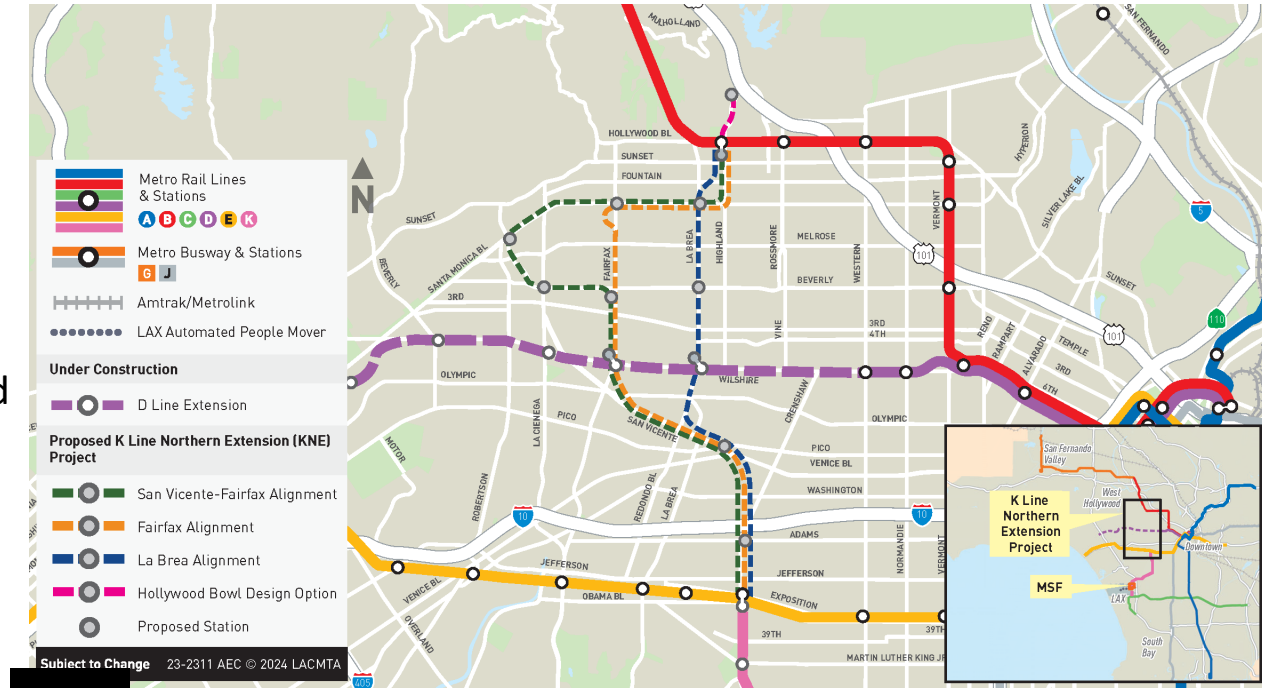 MULHOLLAND
SAN FERNANDO
HOLLYWOOD BL
SUNSET
FOUNTAIN
HYPERION
SILVER LAKE BL
VERMONT
5
SUNSET
SANTA MONICA BL
BEVERLY
FAIRFAX
LA BREA
HIGHLAND
ROSSMORE
MELROSE
WESTERN
101
BEVERLY
3RD
SUNSET
110
VINE
3RD
4TH
RENO
RAMPART
ALVARADO
TEMPLE
101
3RD
6TH
OLYMPIC
WILSHIRE
CRENSHAW
OLYMPIC
LA CIENEGA
PICO
SAN VICENTE
MOTOR
PICO
VENICE BL
ROBERTSON
REDONDO BL
LA BREA
WASHINGTON
10
10
ADAMS
NORMANDIE
VERMONT
JEFFERSON
JEFFERSON
VENICE BL
OBAMA BL
EXPOSITION
OVERLAND
39TH
39TH
MARTIN LUTHER KING JR
405
N
d
Metro Rail Lines
& Stations
A B C D E K
Metro Busway & Stations
G J
Amtrak/Metrolink
LAX Automated People Mover
Under Construction
D Line Extension
Proposed K Line Northern Extension (KNE)
Project
San Vicente-Fairfax Alignment
Fairfax Alignment
La Brea Alignment
Hollywood Bowl Design Option
Proposed Station
Subject to Change 23-2311 AEC © 2024 LACMTA
San Fernando
Valley
West
Hollywood
K Line
Northern
Extension
Project
Downtown
MSF
LAX
South
Bay